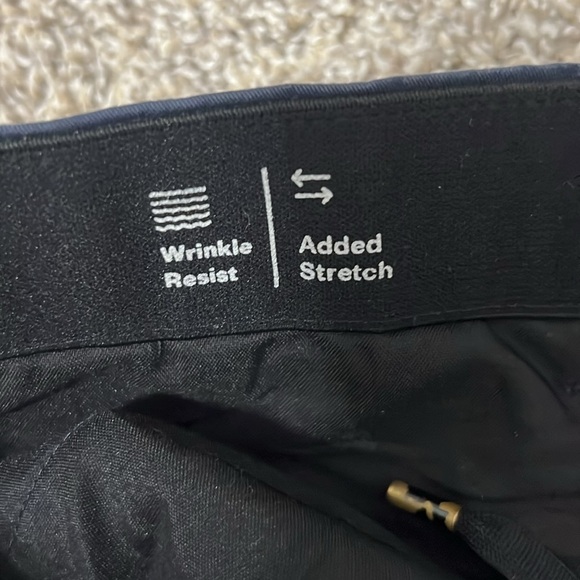 Wrinkle
Resist
Added
Stretch